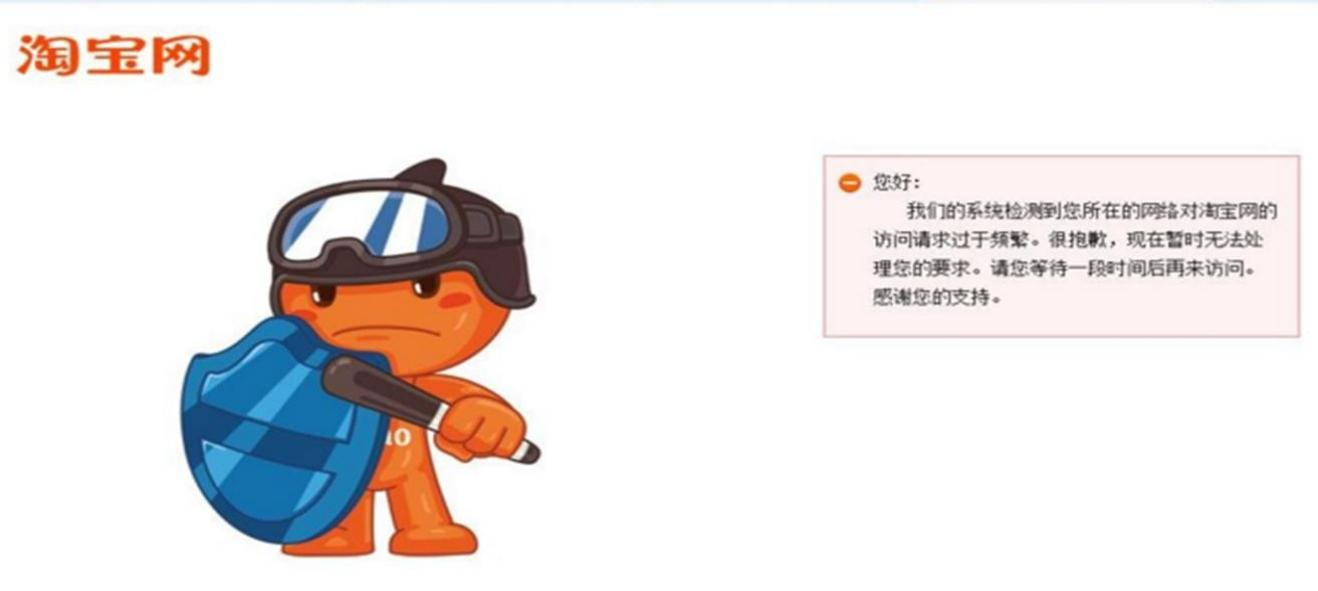 淘宝网
您好：
我们的系统检测到您所在的网络对淘宝网的
访问请求过于频繁。很抱歉，现在暂时无法处
理您的要求。请您等待一段时间后再来访问。
感谢您的支持。
ao